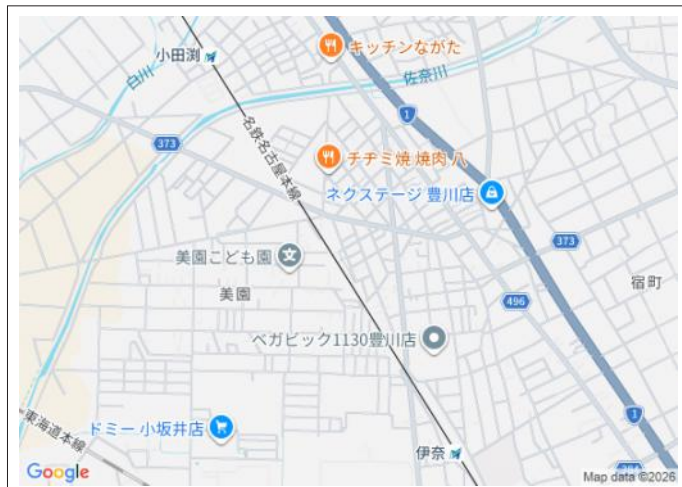 キッチンながた
小田渕
白川
佐奈川
1
373
名鉄名古屋本線
チヂミ焼 焼肉 八
ネクステージ 豊川店
美園こども園
373
宿町
美園
496
ベガビック1130豊川店
1
ドミー 小坂井店
東海道本線
伊奈
Google
Map data ©2026